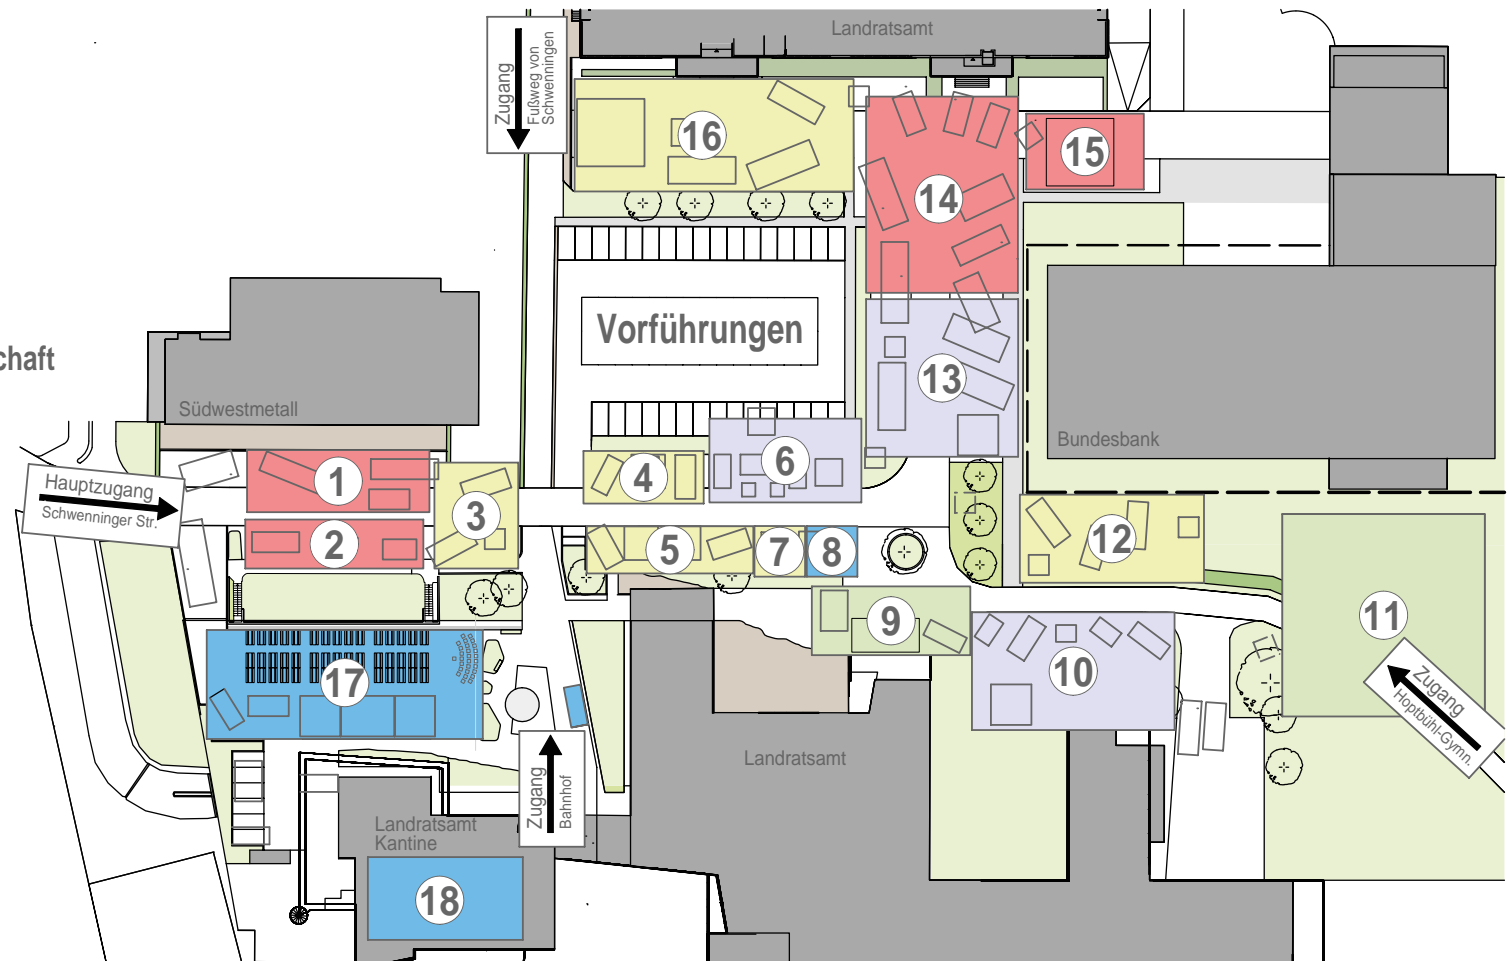 Landratsamt
Zugang
Fußweg von
Schwenningen
16
15
14
Vorführungen
chaft
13
Südwestmetall
Bundesbank
Hauptzugang
Schwenninger Str.
1
2
3
4
6
5
7
8
12
9
11
10
17
Zugang
Hoptbühl-Gymn.
Landratsamt
Zugang
Bahnhof
Landratsamt
Kantine
18